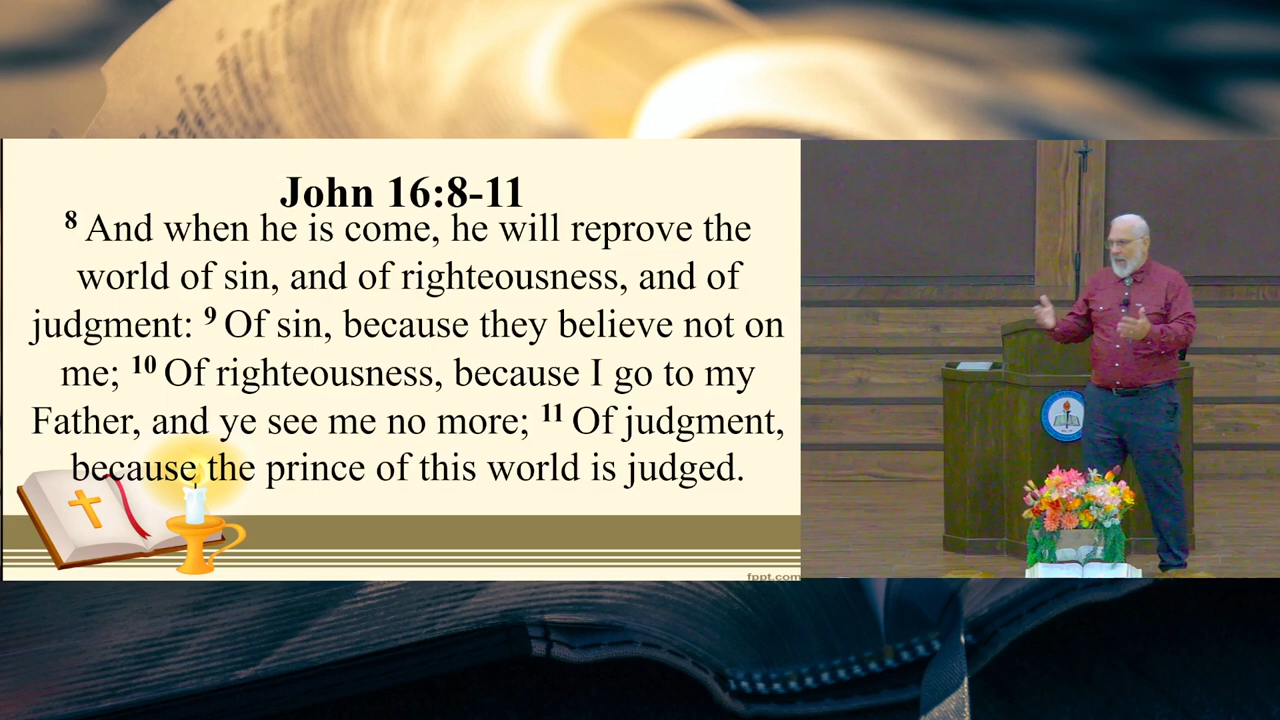 John 16:8-11
8 And when he is come, he will reprove the
world of sin, and of righteousness, and of
judgment: 9 Of sin, because they believe not on
me; 10 Of righteousness, because I go to my
Father, and ye see me no more; 11 Of judgment,
because the prince of this world is judged.
fppt.com